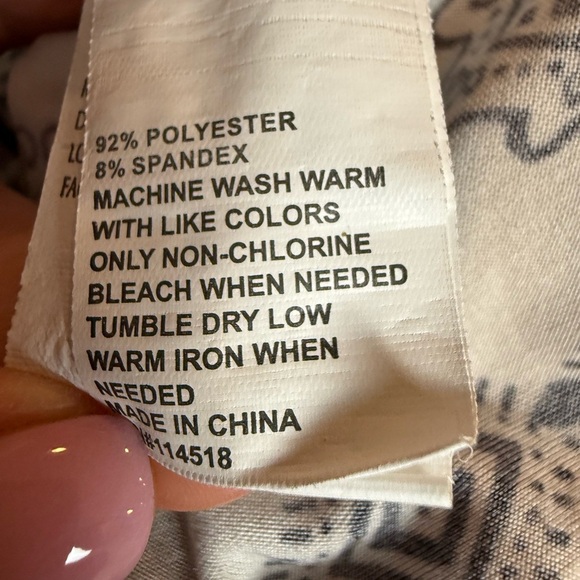 92% POLYESTER
8% SPANDEX
MACHINE WASH WARM
WITH LIKE COLORS
ONLY NON-CHLORINE
BLEACH WHEN NEEDED
TUMBLE DRY LOW
WARM IRON WHEN
NEEDED
MADE IN CHINA
#114518